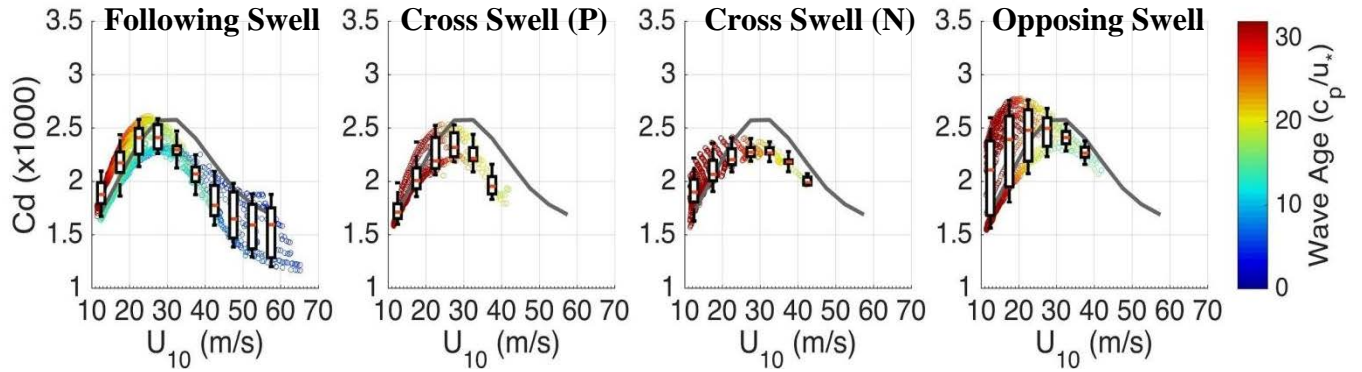 Following Swell
Cross Swell (P)
Cross Swell (N)
Opposing Swell
Cd (x1000)
3.5
3
2.5
2
1.5
1
10 20 30 40 50 60 70
U10 (m/s)
3.5
3
2.5
2
1.5
1
10 20 30 40 50 60 70
U10 (m/s)
3.5
3
2.5
2
1.5
1
10 20 30 40 50 60 70
U10 (m/s)
3.5
3
2.5
2
1.5
1
10 20 30 40 50 60 70
U10 (m/s)
30
20
10
0
Wave Age (cp/u*)